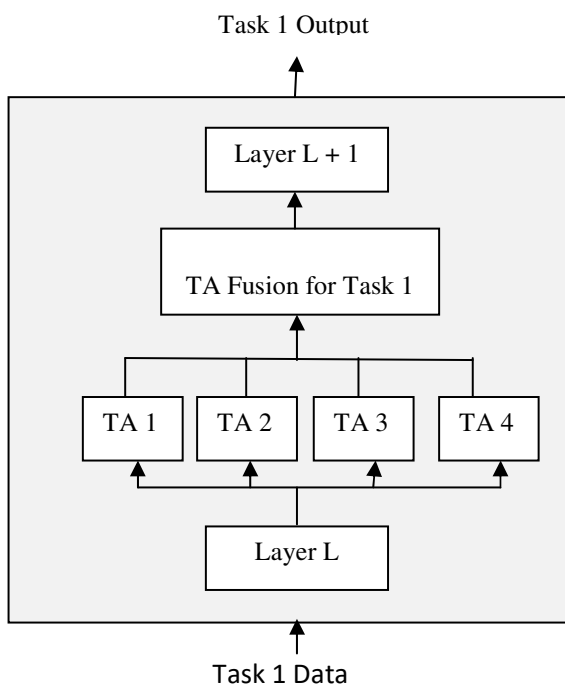 Task 1 Output
Layer L + 1
TA Fusion for Task 1
TA 1 TA 2 TA 3 TA 4
Layer L
Task 1 Data